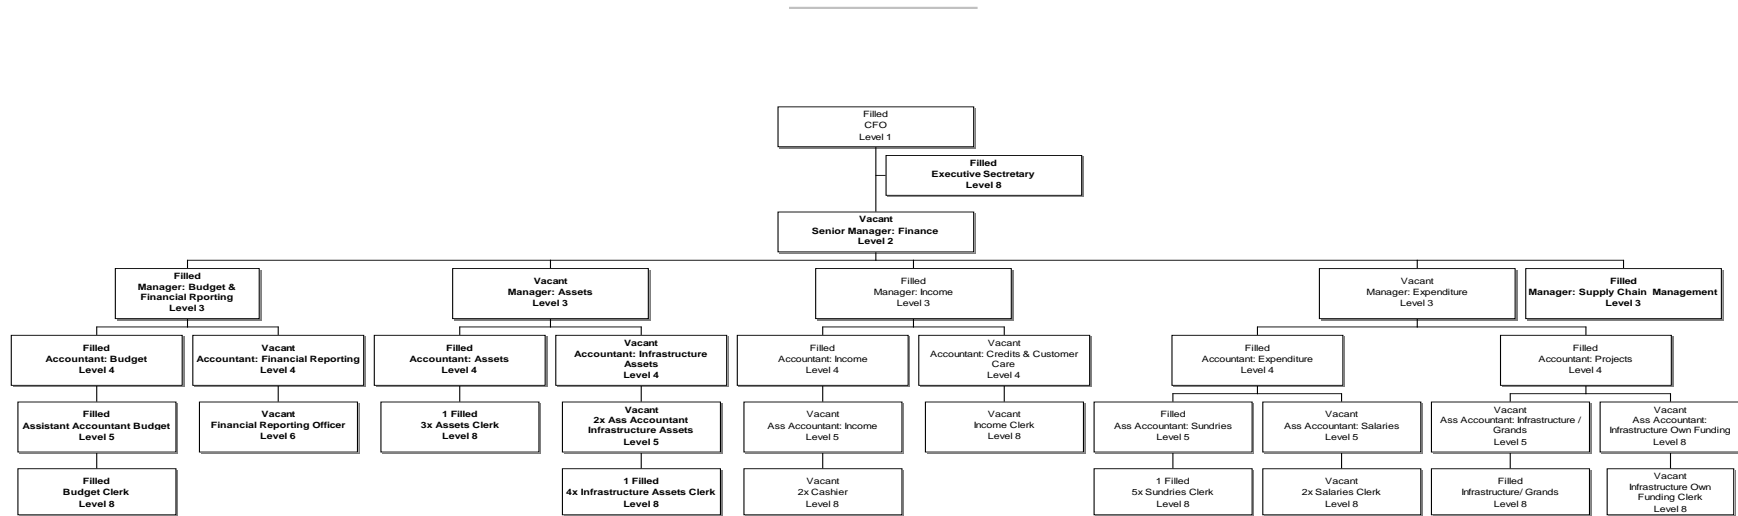 Filled
CFO
Level 1
Filled
Executive Sectretary
Level 8
Vacant
Senior Manager: Finance
Level 2
Filled
Manager: Budget &
Financial Rporting
Level 3
Vacant
Manager: Assets
Level 3
Filled
Manager: Income
Level 3
Vacant
Manager: Expenditure
Level 3
Filled
Manager: Supply Chain Management
Level 3
Filled
Accountant: Budget
Level 4
Vacant
Accountant: Financial Reporting
Level 4
Filled
Accountant: Assets
Level 4
Vacant
Accountant: Infrastructure
Assets
Level 4
Filled
Accountant: Income
Level 4
Vacant
Accountant: Credits & Customer
Care
Level 4
Filled
Accountant: Expenditure
Level 4
Filled
Accountant: Projects
Level 4
Filled
Assistant Accountant Budget
Level 5
Vacant
Financial Reporting Officer
Level 6
1 Filled
3x Assets Clerk
Level 8
Vacant
2x Ass Accountant
Infrastructure Assets
Level 5
Vacant
Ass Accountant: Income
Level 5
Vacant
Income Clerk
Level 8
Filled
Ass Accountant: Sundries
Level 5
Vacant
Ass Accountant: Salaries
Level 5
Vacant
Ass Accountant: Infrastructure /
Grands
Level 5
Vacant
Ass Accountant:
Infrastructure Own Funding
Level 8
Filled
Budget Clerk
Level 8
1 Filled
4x Infrastructure Assets Clerk
Level 8
Vacant
2x Cashier
Level 8
1 Filled
5x Sundries Clerk
Level 8
Vacant
2x Salaries Clerk
Level 8
Filled
Infrastructure/ Grands
Level 8
Vacant
Infrastructure Own
Funding Clerk
Level 8